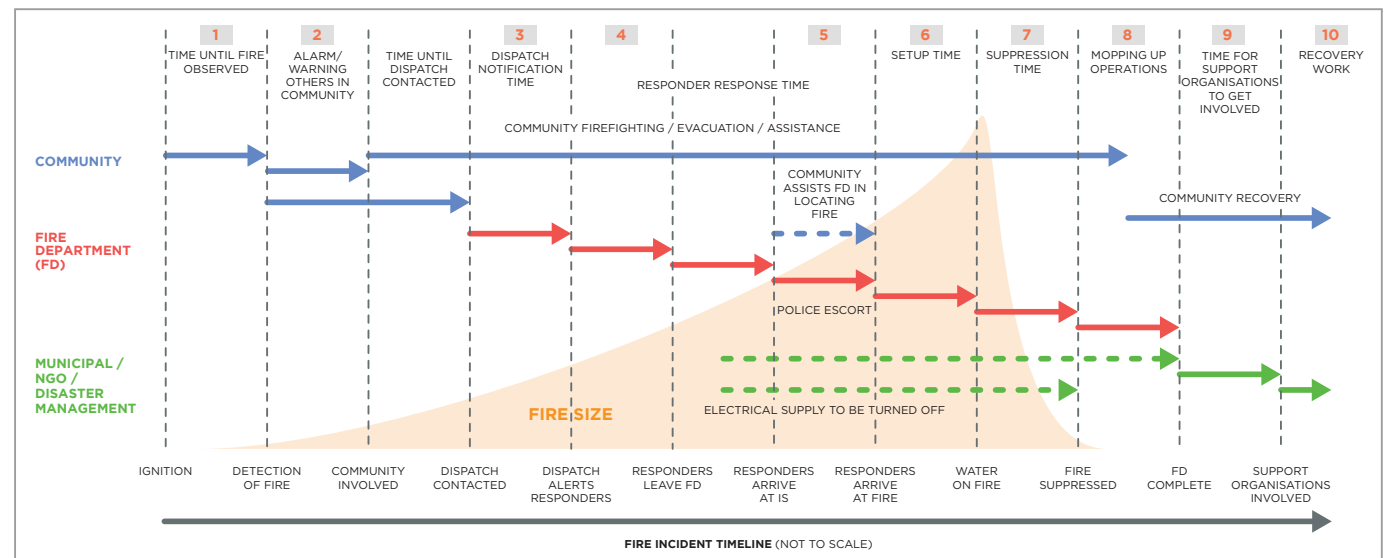 1
2
3
4
5
6
7
8
9
10
TIME UNTIL FIRE
OBSERVED
ALARM/
WARNING
OTHERS IN
COMMUNITY
TIME UNTIL
DISPATCH
CONTACTED
DISPATCH
NOTIFICATION
TIME
RESPONDER RESPONSE TIME
SETUP TIME
SUPPRESSION
TIME
MOPPING UP
OPERATIONS
TIME FOR
SUPPORT
ORGANISATIONS
TO GET
INVOLVED
RECOVERY
WORK
COMMUNITY FIREFIGHTING / EVACUATION / ASSISTANCE
COMMUNITY
COMMUNITY
ASSISTS FD IN
LOCATING
FIRE
COMMUNITY RECOVERY
FIRE
DEPARTMENT
(FD)
POLICE ESCORT
MUNICIPAL /
NGO /
DISASTER
MANAGEMENT
ELECTRICAL SUPPLY TO BE TURNED OFF
FIRE SIZE
IGNITION
DETECTION
OF FIRE
COMMUNITY
INVOLVED
DISPATCH
CONTACTED
DISPATCH
ALERTS
RESPONDERS
RESPONDERS
LEAVE FD
RESPONDERS
ARRIVE
AT IS
RESPONDERS
ARRIVE
AT FIRE
WATER
ON FIRE
FIRE
SUPPRESSED
FD
COMPLETE
SUPPORT
ORGANISATIONS
INVOLVED
FIRE INCIDENT TIMELINE (NOT TO SCALE)